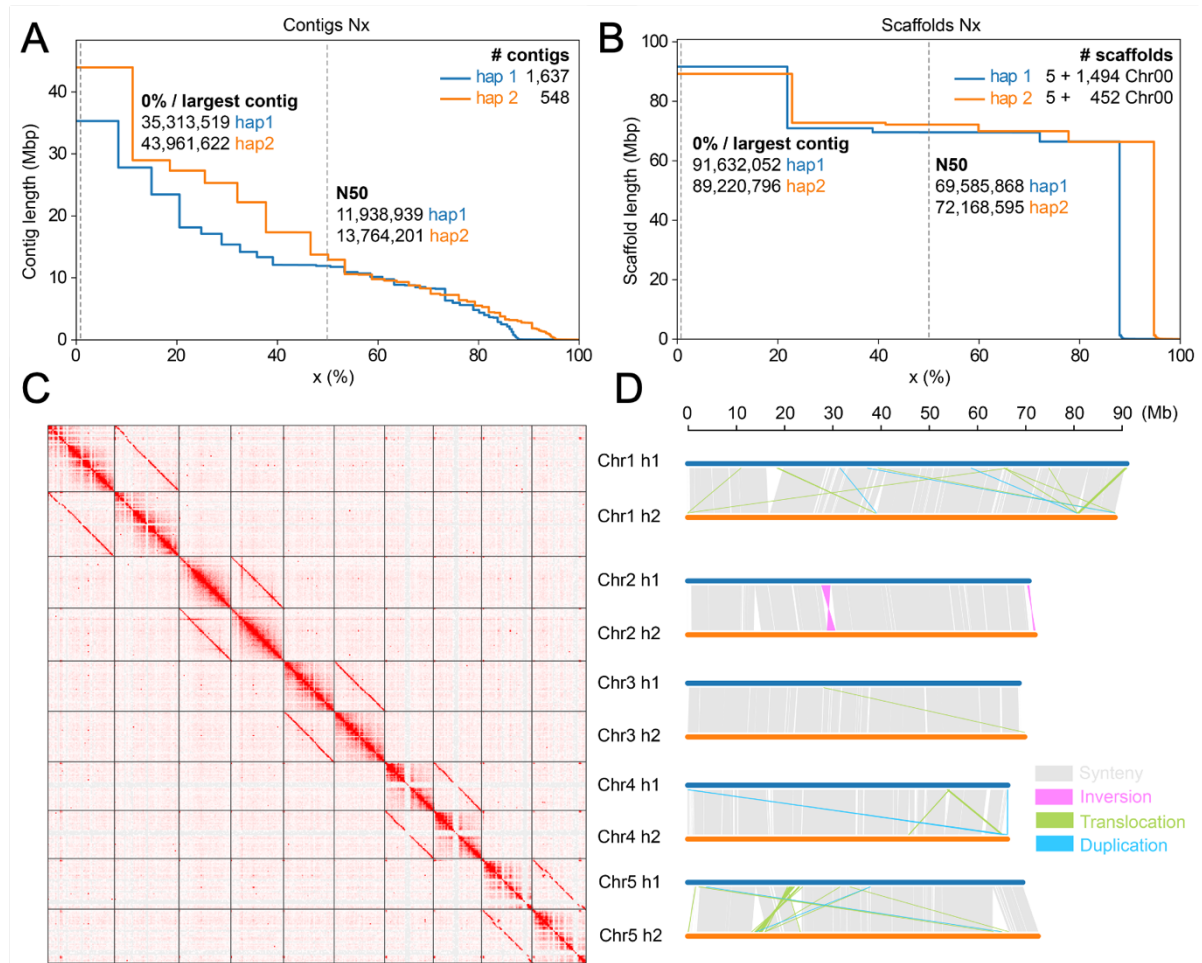 A
Contigs Nx
# contigs
hap 1 1,637
hap 2 548
0% / largest contig
35,313,519 hap1
43,961,622 hap2
N50
11,938,939 hap1
13,764,201 hap2
Contig length (Mbp)
40
30
20
10
0
0 20 40 60 80 100
x (%)
B
Scaffolds Nx
# scaffolds
hap 1 5 + 1,494 Chr00
hap 2 5 + 452 Chr00
0% / largest contig
91,632,052 hap1
89,220,796 hap2
N50
69,585,868 hap1
72,168,595 hap2
Scaffold length (Mbp)
100
80
60
40
20
0
0 20 40 60 80 100
x (%)
C
D
0 10 20 30 40 50 60 70 80 90 (Mb)
Chr1 h1
Chr1 h2
Chr2 h1
Chr2 h2
Chr3 h1
Chr3 h2
Chr4 h1
Chr4 h2
Chr5 h1
Chr5 h2
Synteny
Inversion
Translocation
Duplication